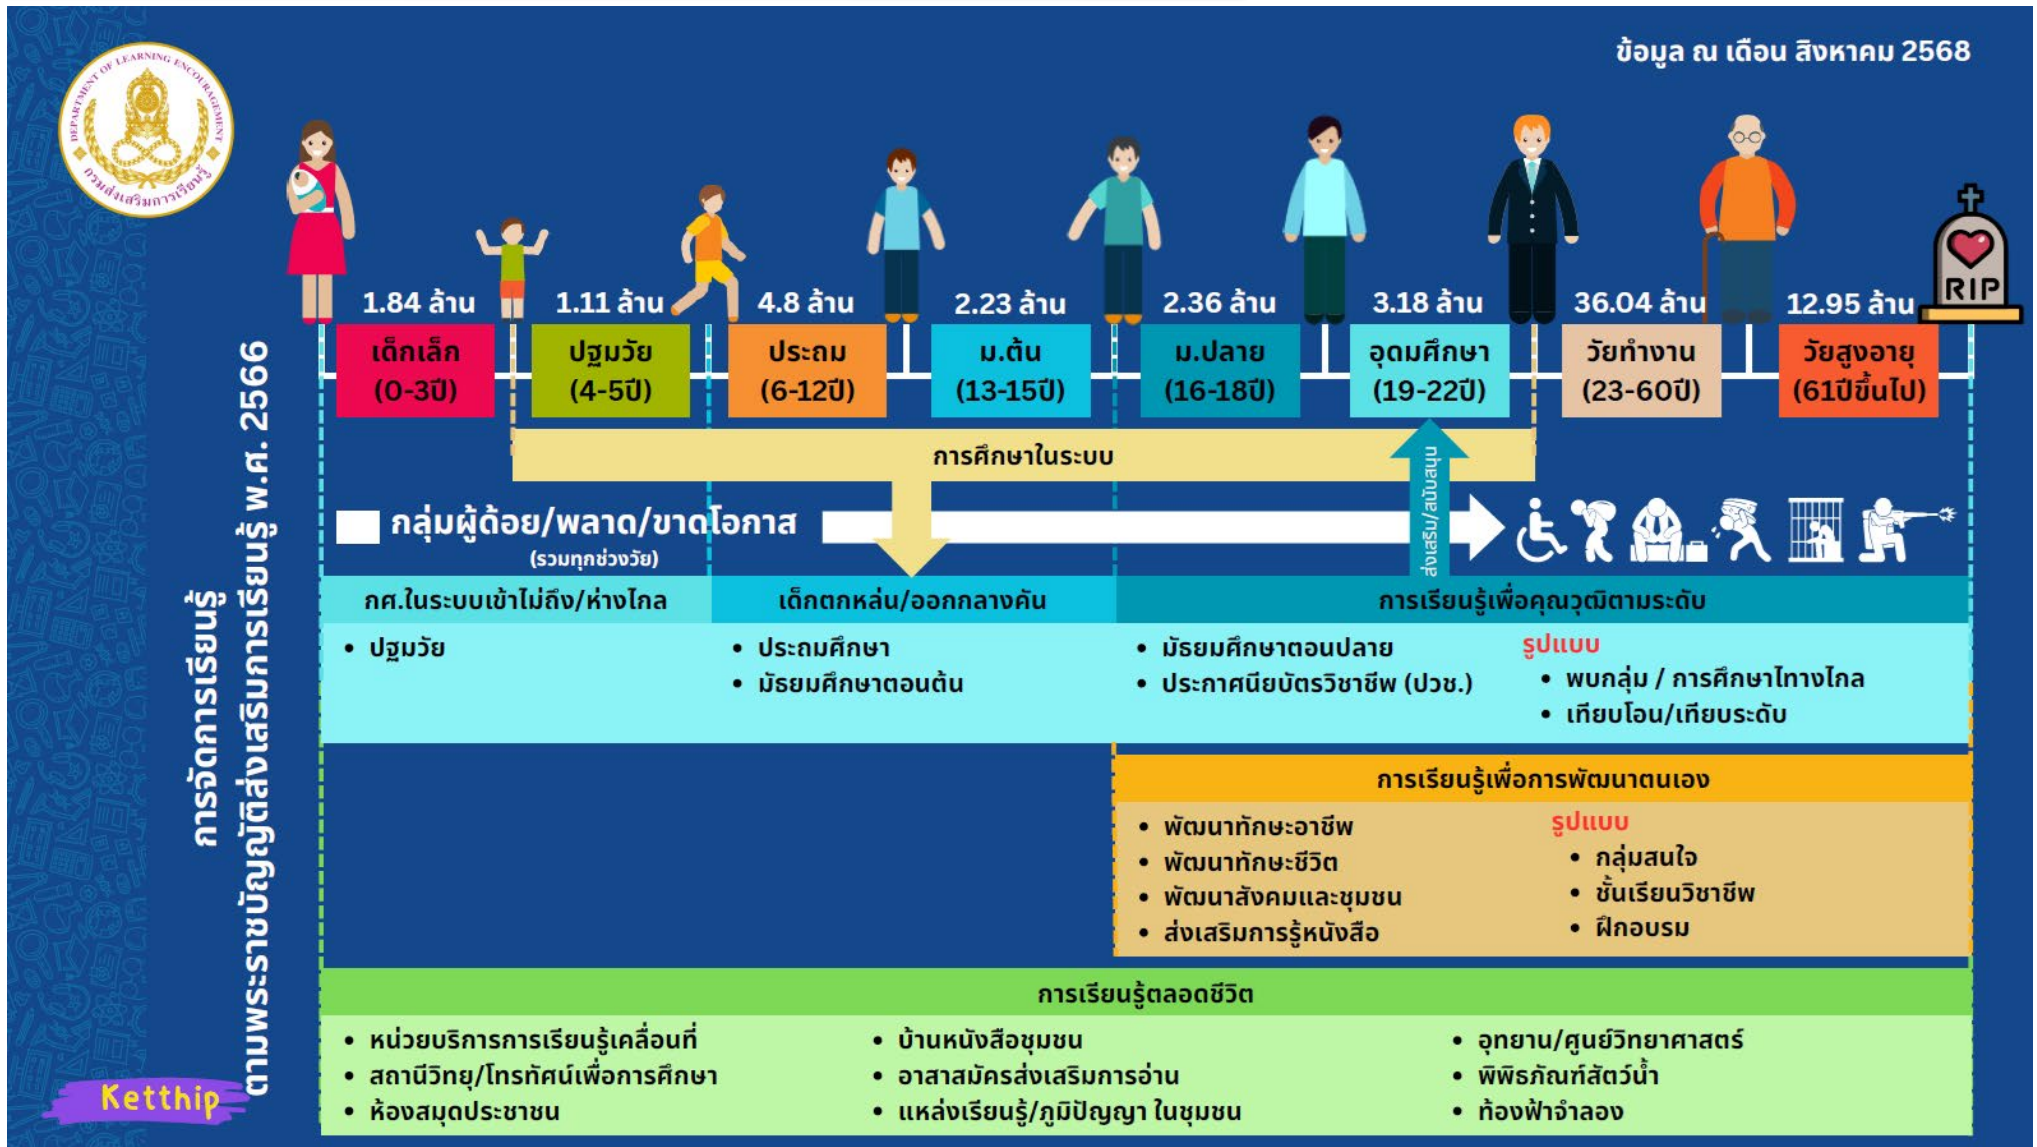 DEPARTMENT OF LEARNING ENCOURAGEMENT
กรมส่งเสริมการเรียนรู้
ข้อมูล ณ เดือน สิงหาคม 2568
การจัดการเรียนรู้
ตามพระราชบัญญัติส่งเสริมการเรียนรู้ พ.ศ. 2566
1.84 ล้าน
1.11 ล้าน
4.8 ล้าน
2.23 ล้าน
2.36 ล้าน
3.18 ล้าน
36.04 ล้าน
12.95 ล้าน
RIP
เด็กเล็ก
(0-3ปี)
ปฐมวัย
(4-5ปี)
ประถม
(6-12ปี)
ม.ต้น
(13-15ปี)
ม.ปลาย
(16-18ปี)
อุดมศึกษา
(19-22ปี)
วัยทำงาน
(23-60ปี)
วัยสูงอายุ
(61ปีขึ้นไป)
การศึกษาในระบบ
ส่งเสริม/สนับสนุน
กลุ่มผู้ด้อย/พลาด/ขาดโอกาส
(รวมทุกช่วงวัย)
กศ.ในระบบเข้าไม่ถึง/ห่างไกล
• ปฐมวัย
เด็กตกหล่น/ออกกลางคัน
• ประถมศึกษา
• มัธยมศึกษาตอนต้น
การเรียนรู้เพื่อคุณวุฒิตามระดับ
• มัธยมศึกษาตอนปลาย
• ประกาศนียบัตรวิชาชีพ (ปวช.)
รูปแบบ
• พบกลุ่ม / การศึกษาไทางไกล
• เทียบโอน/เทียบระดับ
การเรียนรู้เพื่อการพัฒนาตนเอง
• พัฒนาทักษะอาชีพ
• พัฒนาทักษะชีวิต
• พัฒนาสังคมและชุมชน
• ส่งเสริมการรู้หนังสือ
รูปแบบ
• กลุ่มสนใจ
• ชั้นเรียนวิชาชีพ
• ฝึกอบรม
การเรียนรู้ตลอดชีวิต
• หน่วยบริการการเรียนรู้เคลื่อนที่
• สถานีวิทยุ/โทรทัศน์เพื่อการศึกษา
• ห้องสมุดประชาชน
• บ้านหนังสือชุมชน
• อาสาสมัครส่งเสริมการอ่าน
• แหล่งเรียนรู้/ภูมิปัญญา ในชุมชน
• อุทยาน/ศูนย์วิทยาศาสตร์
• พิพิธภัณฑ์สัตว์น้ำ
• ท้องฟ้าจำลอง
Ketthip